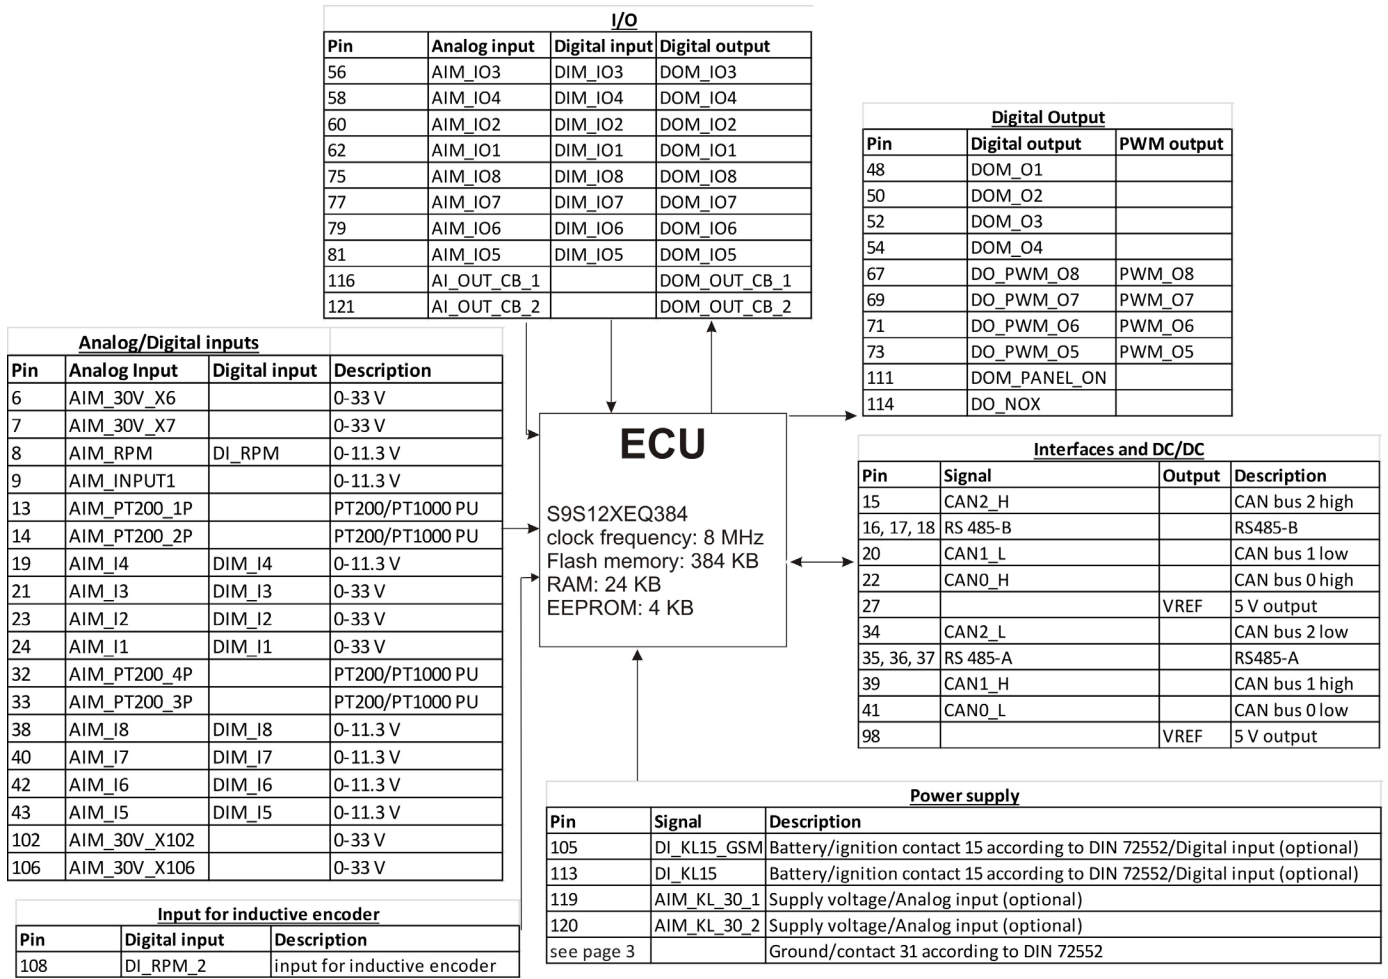 I/O
Pin Analog input Digital input Digital output
56 AIM_IO3 DIM_IO3 DOM_IO3
58 AIM_IO4 DIM_IO4 DOM_IO4
60 AIM_IO2 DIM_IO2 DOM_IO2
62 AIM_IO1 DIM_IO1 DOM_IO1
75 AIM_IO8 DIM_IO8 DOM_IO8
77 AIM_IO7 DIM_IO7 DOM_IO7
79 AIM_IO6 DIM_IO6 DOM_IO6
81 AIM_IO5 DIM_IO5 DOM_IO5
116 AI_OUT_CB_1 DOM_OUT_CB_1
121 AI_OUT_CB_2 DOM_OUT_CB_2
Digital Output
Pin Digital output PWM output
48 DOM_O1
50 DOM_O2
52 DOM_O3
54 DOM_O4
67 DO_PWM_O8 PWM_O8
69 DO_PWM_O7 PWM_O7
71 DO_PWM_O6 PWM_O6
73 DO_PWM_O5 PWM_O5
111 DOM_PANEL_ON
114 DO_NOX
Analog/Digital inputs
Pin Analog Input Digital input Description
6 AIM_30V_X6 0-33 V
7 AIM_30V_X7 0-33 V
8 AIM_RPM DI_RPM 0-11.3 V
9 AIM_INPUT1 0-11.3 V
13 AIM_PT200_1P PT200/PT1000 PU
14 AIM_PT200_2P PT200/PT1000 PU
19 AIM_I4 DIM_I4 0-11.3 V
21 AIM_I3 DIM_I3 0-33 V
23 AIM_I2 DIM_I2 0-33 V
24 AIM_I1 DIM_I1 0-33 V
32 AIM_PT200_4P PT200/PT1000 PU
33 AIM_PT200_3P PT200/PT1000 PU
38 AIM_I8 DIM_I8 0-11.3 V
40 AIM_I7 DIM_I7 0-11.3 V
42 AIM_I6 DIM_I6 0-11.3 V
43 AIM_I5 DIM_I5 0-11.3 V
102 AIM_30V_X102 0-33 V
106 AIM_30V_X106 0-33 V
ECU
S9S12XEQ384
clock frequency: 8 MHz
Flash memory: 384 KB
RAM: 24 KB
EEPROM: 4 KB
Interfaces and DC/DC
Pin Signal Output Description
15 CAN2_H CAN bus 2 high
16, 17, 18 RS 485-B RS485-B
20 CAN1_L CAN bus 1 low
22 CAN0_H CAN bus 0 high
27 VREF 5 V output
34 CAN2_L CAN bus 2 low
35, 36, 37 RS 485-A RS485-A
39 CAN1_H CAN bus 1 high
41 CAN0_L CAN bus 0 low
98 VREF 5 V output
Power supply
Pin Signal Description
105 DI_KL15_GSM Battery/ignition contact 15 according to DIN 72552/Digital input (optional)
113 DI_KL15 Battery/ignition contact 15 according to DIN 72552/Digital input (optional)
119 AIM_KL_30_1 Supply voltage/Analog input (optional)
120 AIM_KL_30_2 Supply voltage/Analog input (optional)
see page 3 Ground/contact 31 according to DIN 72552
Input for inductive encoder
Pin Digital input Description
108 DI_RPM_2 input for inductive encoder